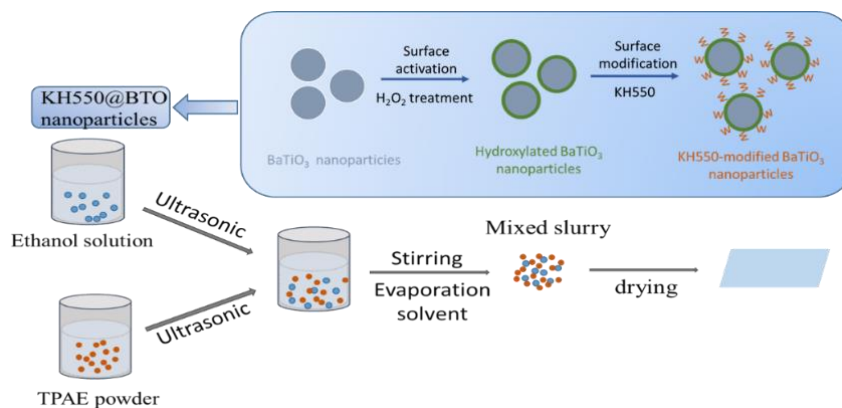 Surface
activation
H₂O₂ treatment
Surface
modification
KH550
KH550@BTO
nanoparticles
BaTiO₃ nanoparticles
Hydroxylated BaTiO₃
nanoparticles
KH550-modified BaTiO₃
nanoparticles
Ethanol solution
Ultrasonic
Mixed slurry
Stirring
Evaporation
solvent
drying
Ultrasonic
TPAE powder